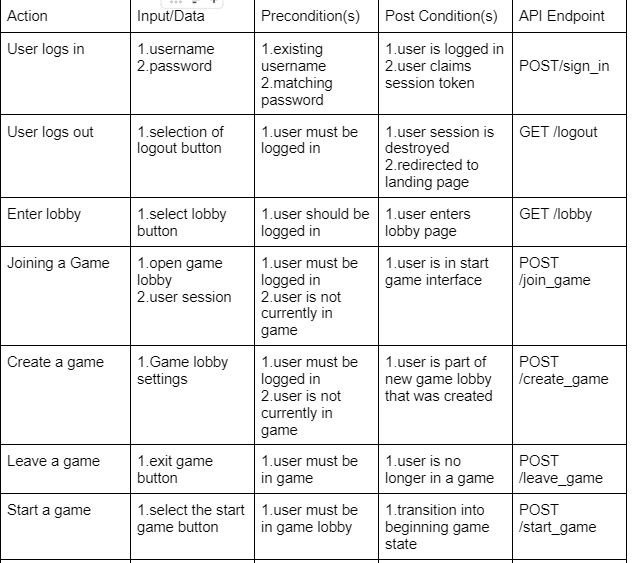 Action Input/Data Precondition(s) Post Condition(s) API Endpoint
User logs in
1.username
2.password
1.existing
username
2.matching
password
1.user is logged in
2.user claims
session token
POST/sign_in
User logs out
1.selection of
logout button
1.user must be
logged in
1.user session is
destroyed
2.redirected to
landing page
GET /logout
Enter lobby
1.select lobby
button
1.user should be
logged in
1.user enters
lobby page
GET /lobby
Joining a Game
1.open game
lobby
2.user session
1.user must be
logged in
2.user is not
currently in
game
1.user is in start
game interface
POST
/join_game
Create a game
1.Game lobby
settings
1.user must be
logged in
2.user is not
currently in
game
1.user is part of
new game lobby
that was created
POST
/create_game
Leave a game
1.exit game
button
1.user must be
in game
1.user is no
longer in a game
POST
/leave_game
Start a game
1.select the start
game button
1.user must be
in game lobby
1.transition into
beginning game
state
POST
/start_game